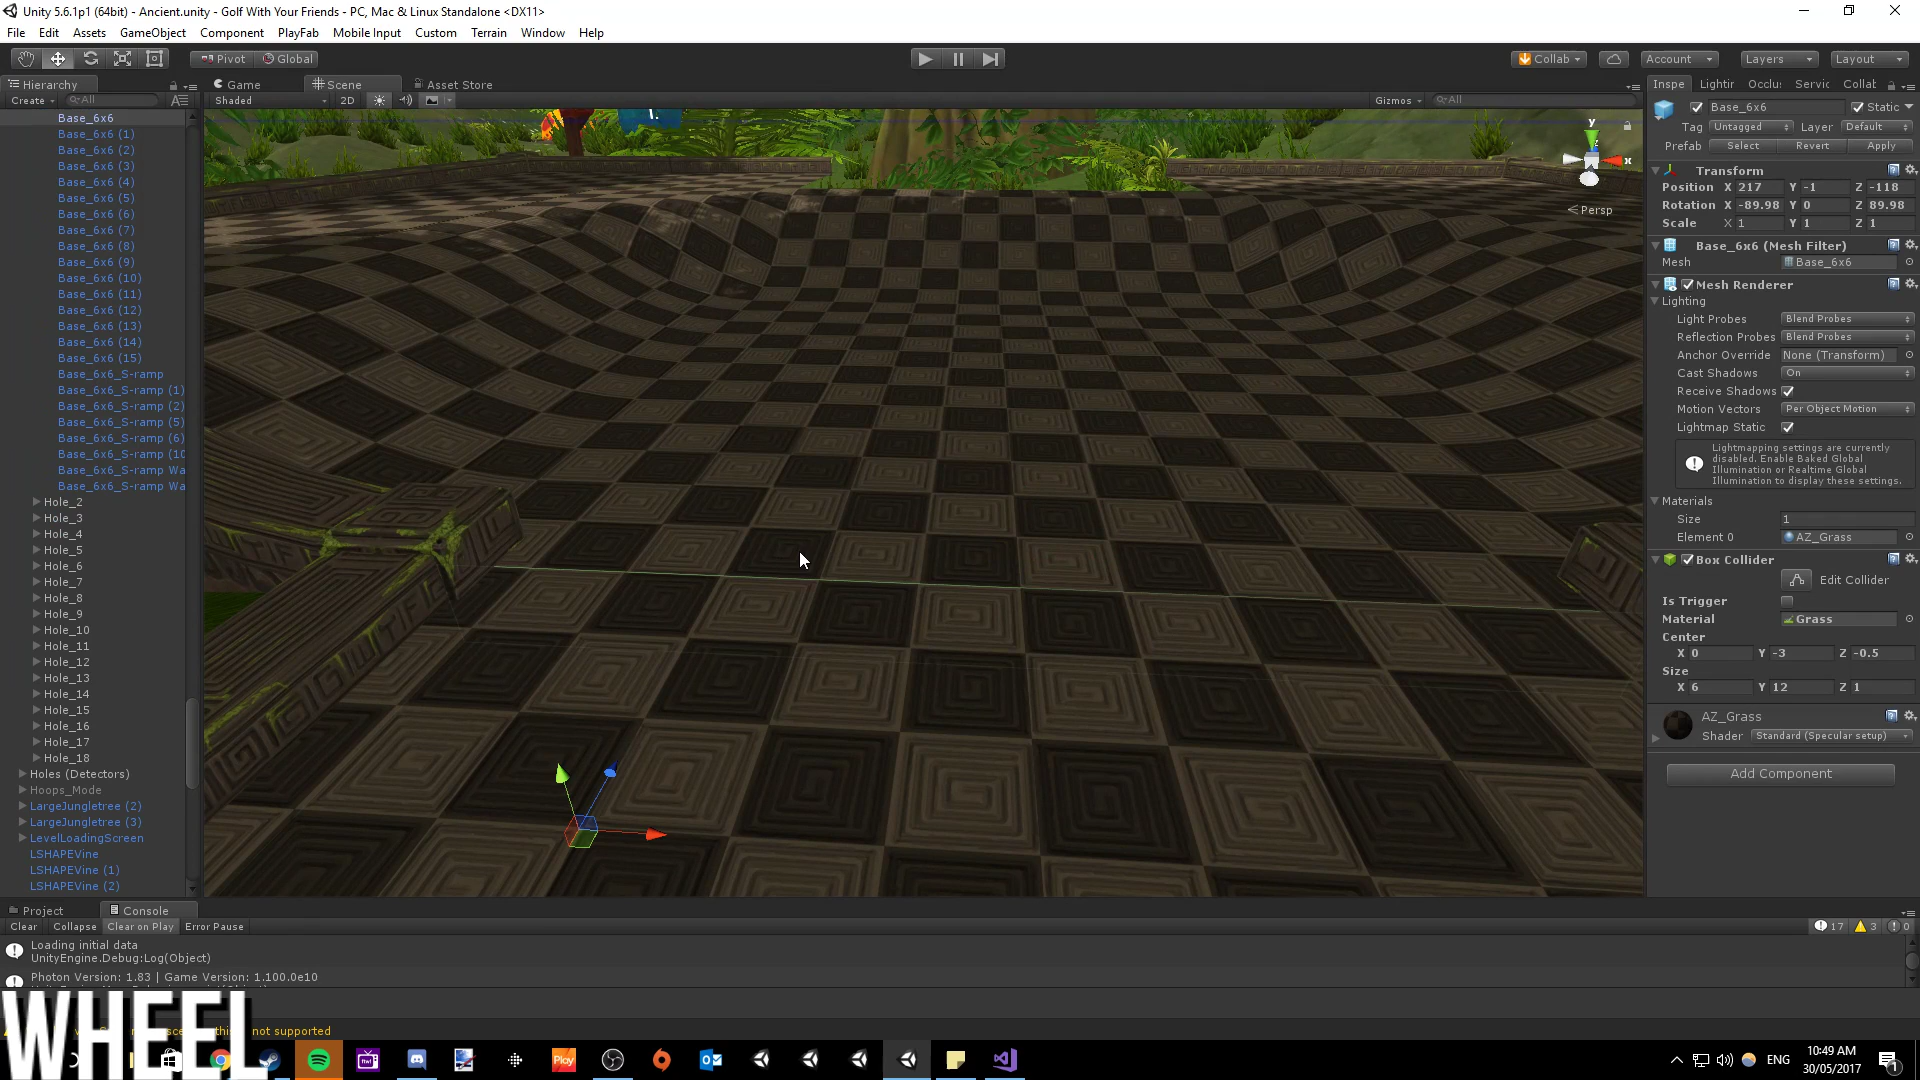 Unity 5.6.1p1 (64bit) - Ancient.unity - Golf With Your Friends - PC, Mac & Linux Standalone <DX11>
File Edit Assets GameObject Component PlayFab Mobile Input Custom Terrain Window Help
Pivot Global Collab Account Layers Layout
Hierarchy Game Scene Asset Store Inspe Lightir Occlu Servic Collat
Create All Shaded 2D Gizmos All
Base_6x6
Base_6x6 (1)
Base_6x6 (2)
Base_6x6 (3)
Base_6x6 (4)
Base_6x6 (5)
Base_6x6 (6)
Base_6x6 (7)
Base_6x6 (8)
Base_6x6 (9)
Base_6x6 (10)
Base_6x6 (11)
Base_6x6 (12)
Base_6x6 (13)
Base_6x6 (14)
Base_6x6 (15)
Base_6x6_S-ramp
Base_6x6_S-ramp (1)
Base_6x6_S-ramp (2)
Base_6x6_S-ramp (5)
Base_6x6_S-ramp (6)
Base_6x6_S-ramp (10
Base_6x6_S-ramp Wa
Base_6x6_S-ramp Wa
Hole_2
Hole_3
Hole_4
Hole_5
Hole_6
Hole_7
Hole_8
Hole_9
Hole_10
Hole_11
Hole_12
Hole_13
Hole_14
Hole_15
Hole_16
Hole_17
Hole_18
Holes (Detectors)
Hoops_Mode
LargeJungletree (2)
LargeJungletree (3)
LevelLoadingScreen
LSHAPEVine
LSHAPEVine (1)
LSHAPEVine (2)
y
x
Persp
Base_6x6 Static
Tag Untagged Layer Default
Prefab Select Revert Apply
Transform
Position X 217 Y -1 Z -118
Rotation X -89.98 Y 0 Z 89.98
Scale X 1 Y 1 Z 1
Base_6x6 (Mesh Filter)
Mesh Base_6x6
Mesh Renderer
Lighting
Light Probes Blend Probes
Reflection Probes Blend Probes
Anchor Override None (Transform)
Cast Shadows On
Receive Shadows
Motion Vectors Per Object Motion
Lightmap Static
Lightmapping settings are currently
disabled. Enable Baked Global
Illumination or Realtime Global
Illumination to display these settings.
Materials
Size 1
Element 0 AZ_Grass
Box Collider
Edit Collider
Is Trigger
Material Grass
Center
X 0 Y -3 Z -0.5
Size
X 6 Y 12 Z 1
AZ_Grass
Shader Standard (Specular setup)
Add Component
Project Console
Clear Collapse Clear on Play Error Pause 17 3 0
Loading initial data
UnityEngine.Debug:Log(Object)
Photon Version: 1.83 | Game Version: 1.100.0e10
not supported
WHEEL
Play
ENG
10:49 AM
30/05/2017
1